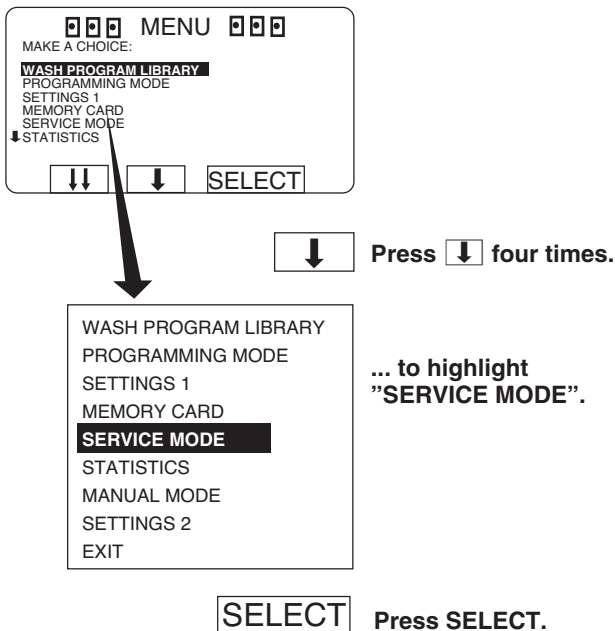 MENU
MAKE A CHOICE:
WASH PROGRAM LIBRARY
PROGRAMMING MODE
SETTINGS 1
MEMORY CARD
SERVICE MODE
STATISTICS
SELECT
Press four times.
WASH PROGRAM LIBRARY
PROGRAMMING MODE
SETTINGS 1
MEMORY CARD
SERVICE MODE
STATISTICS
MANUAL MODE
SETTINGS 2
EXIT
... to highlight
”SERVICE MODE”.
SELECT
Press SELECT.